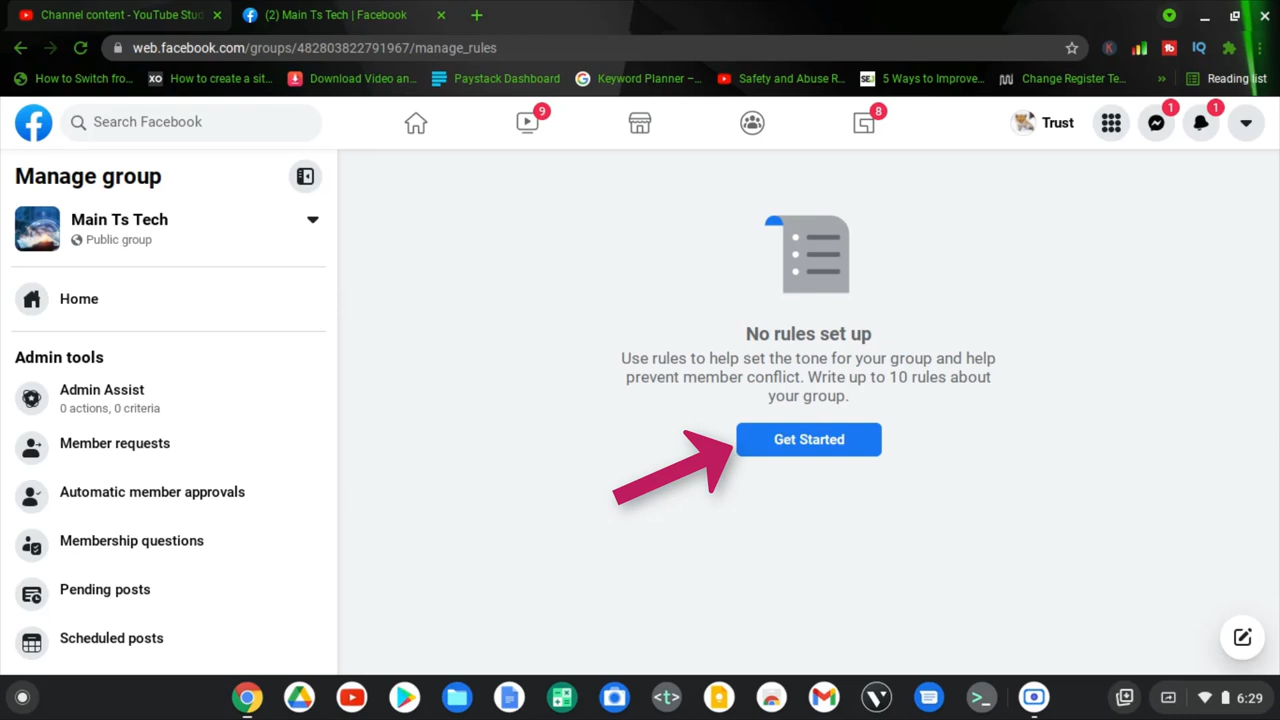 Channel content - YouTube Stud
(2) Main Ts Tech | Facebook
web.facebook.com/groups/482803822791967/manage_rules
How to Switch fro...
XO How to create a sit...
Download Video an...
Paystack Dashboard
Keyword Planner –...
Safety and Abuse R...
SEJ 5 Ways to Improve...
Change Register Te...
»
Reading list
Search Facebook
9
8
Trust
1
1
Manage group
Main Ts Tech
Public group
Home
Admin tools
Admin Assist
0 actions, 0 criteria
Member requests
Automatic member approvals
Membership questions
Pending posts
Scheduled posts
No rules set up
Use rules to help set the tone for your group and help
prevent member conflict. Write up to 10 rules about
your group.
Get Started
6:29